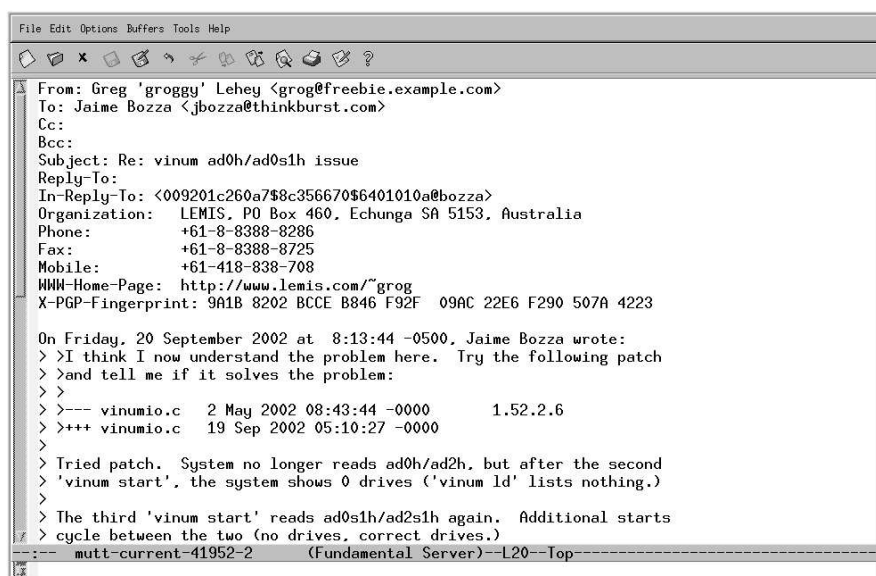 File Edit Options Buffers Tools Help
From: Greg 'groggy' Lehey <grog@freebie.example.com>
To: Jaime Bozza <jbozza@thinkburst.com>
Cc:
Bcc:
Subject: Re: vinum ad0h/ad0s1h issue
Reply-To:
In-Reply-To: <009201c260a7$8c356670$6401010a@bozza>
Organization:   LEMIS, PO Box 460, Echunga SA 5153, Australia
Phone:          +61-8-8388-8286
Fax:            +61-8-8388-8725
Mobile:         +61-418-838-708
WWW-Home-Page:  http://www.lemis.com/~grog
X-PGP-Fingerprint: 9A1B 8202 BCCE B846 F92F  09AC 22E6 F290 507A 4223
On Friday, 20 September 2002 at  8:13:44 -0500, Jaime Bozza wrote:
> >I think I now understand the problem here.  Try the following patch
> >and tell me if it solves the problem:
> >
> >--- vinumio.c   2 May 2002 08:43:44 -0000       1.52.2.6
> >+++ vinumio.c   19 Sep 2002 05:10:27 -0000
>
> Tried patch.  System no longer reads ad0h/ad2h, but after the second
> 'vinum start', the system shows 0 drives ('vinum ld' lists nothing.)
>
> The third 'vinum start' reads ad0s1h/ad2s1h again.  Additional starts
> cycle between the two (no drives, correct drives.)
--:--  mutt-current-41952-2      (Fundamental Server)--L20--Top--------------------------------